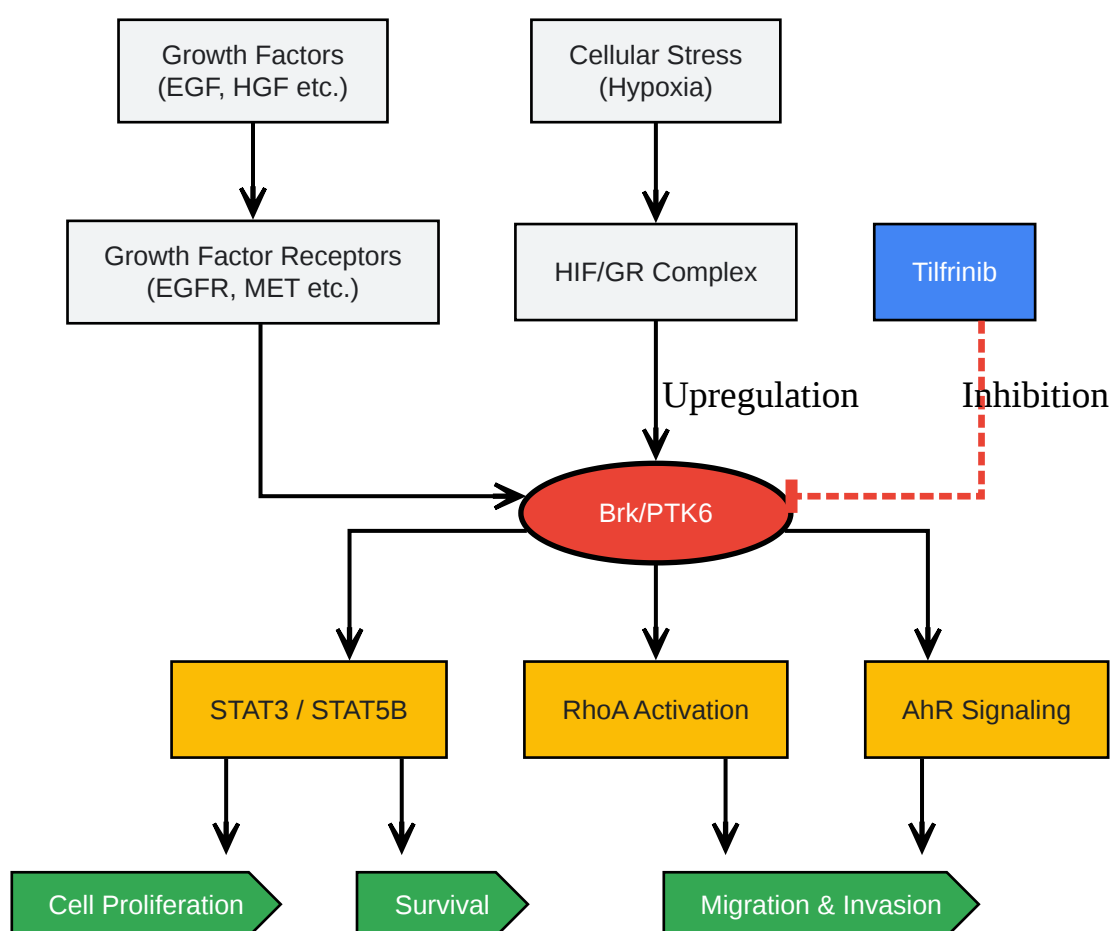 Growth Factors
(EGF, HGF etc.)
Cellular Stress
(Hypoxia)
Growth Factor Receptors
(EGFR, MET etc.)
HIF/GR Complex
Tilfrinib
Upregulation
Inhibition
Brk/PTK6
STAT3 / STAT5B
RhoA Activation
AhR Signaling
Cell Proliferation
Survival
Migration & Invasion